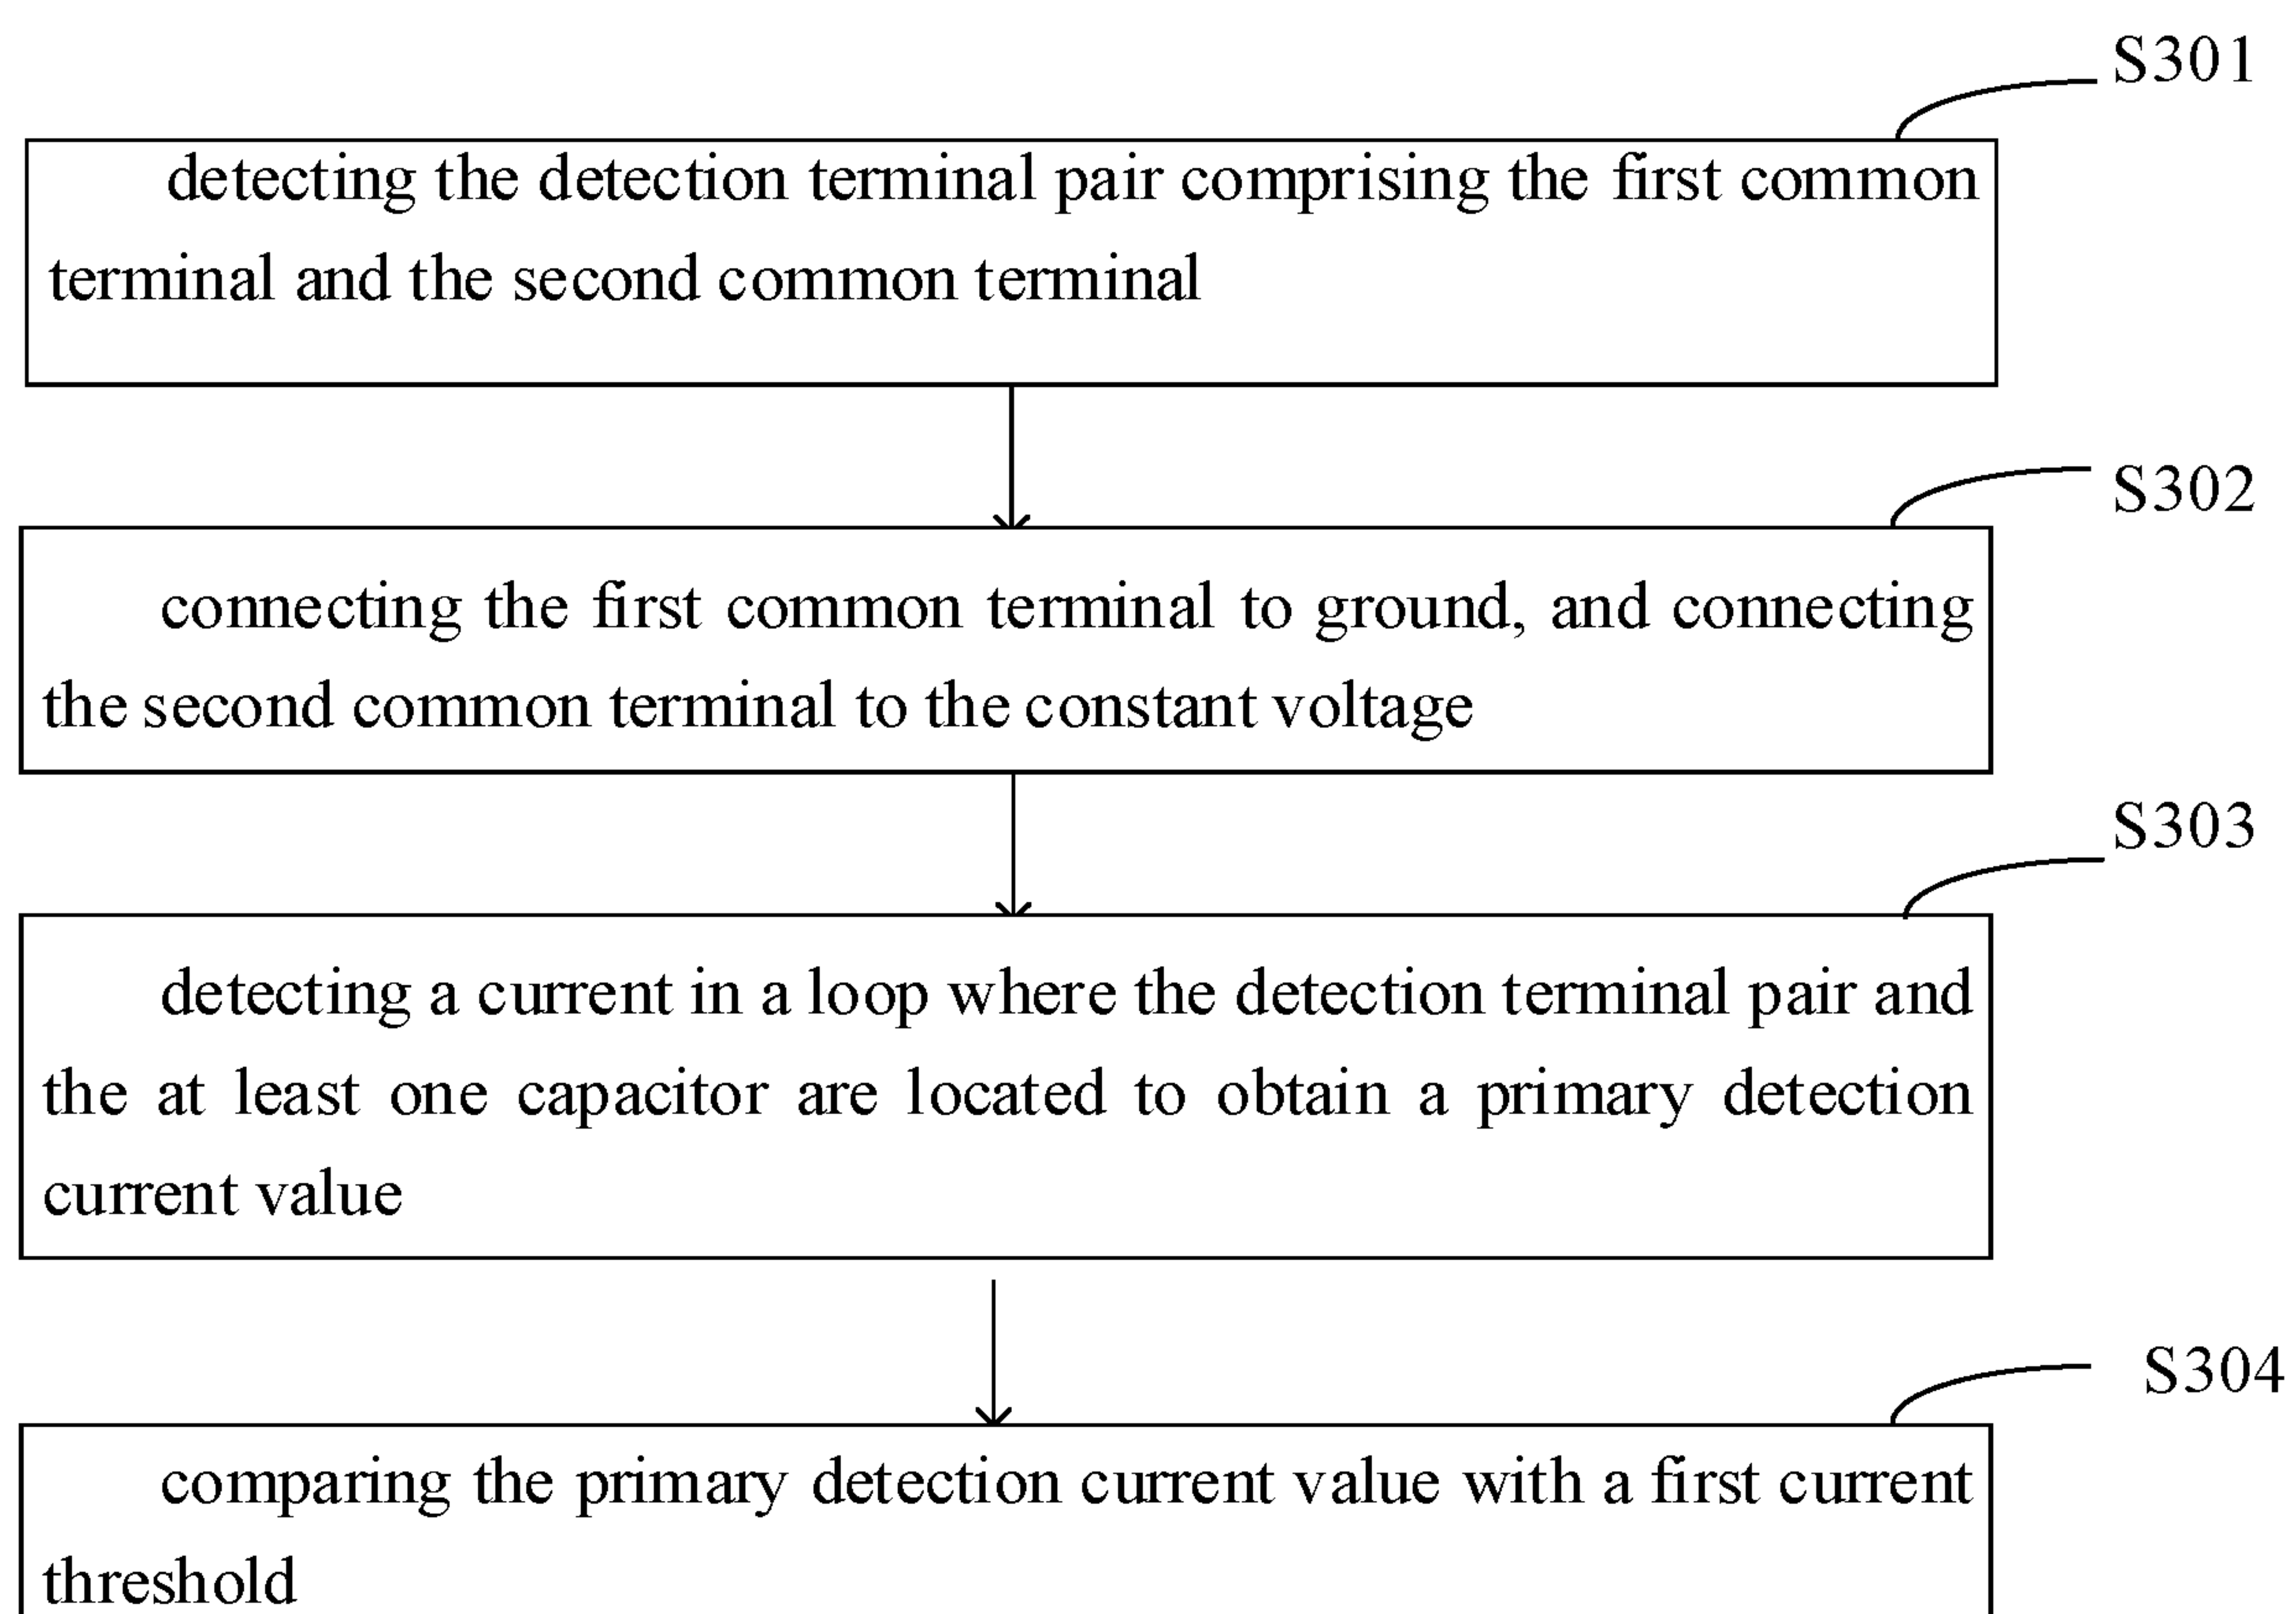 S301
detecting the detection terminal pair comprising the first common
terminal and the second common terminal
S302
connecting the first common terminal to ground, and connecting
the second common terminal to the constant voltage
S303
detecting a current in a loop where the detection terminal pair and
the at least one capacitor are located to obtain a primary detection
current value
S304
comparing the primary detection current value with a first current
threshold